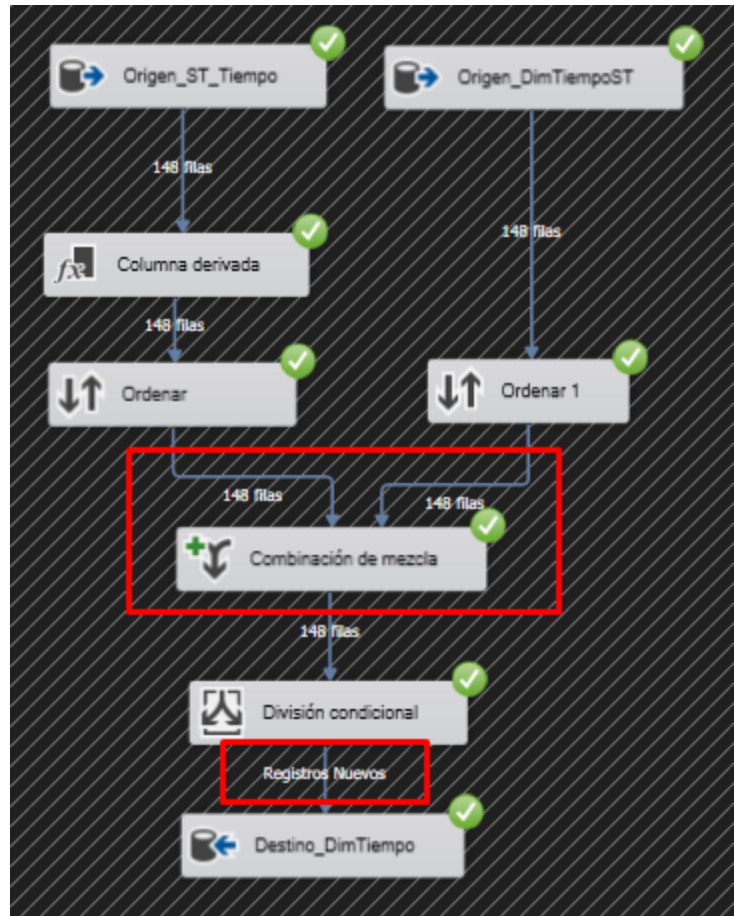 Origen_ST_Tiempo
Origen_DimTiempoST
148 filas
148 filas
Columna derivada
148 filas
Ordenar
Ordenar 1
148 filas
148 filas
Combinación de mezcla
148 filas
División condicional
Registros Nuevos
Destino_DimTiempo